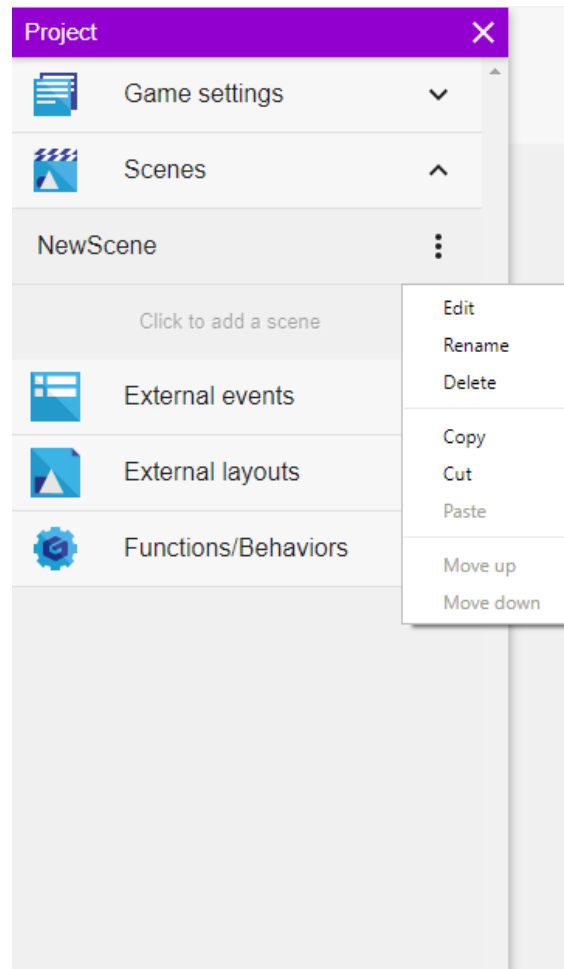 Project
Game settings
Scenes
NewScene
Click to add a scene
External events
External layouts
Functions/Behaviors
Edit
Rename
Delete
Copy
Cut
Paste
Move up
Move down